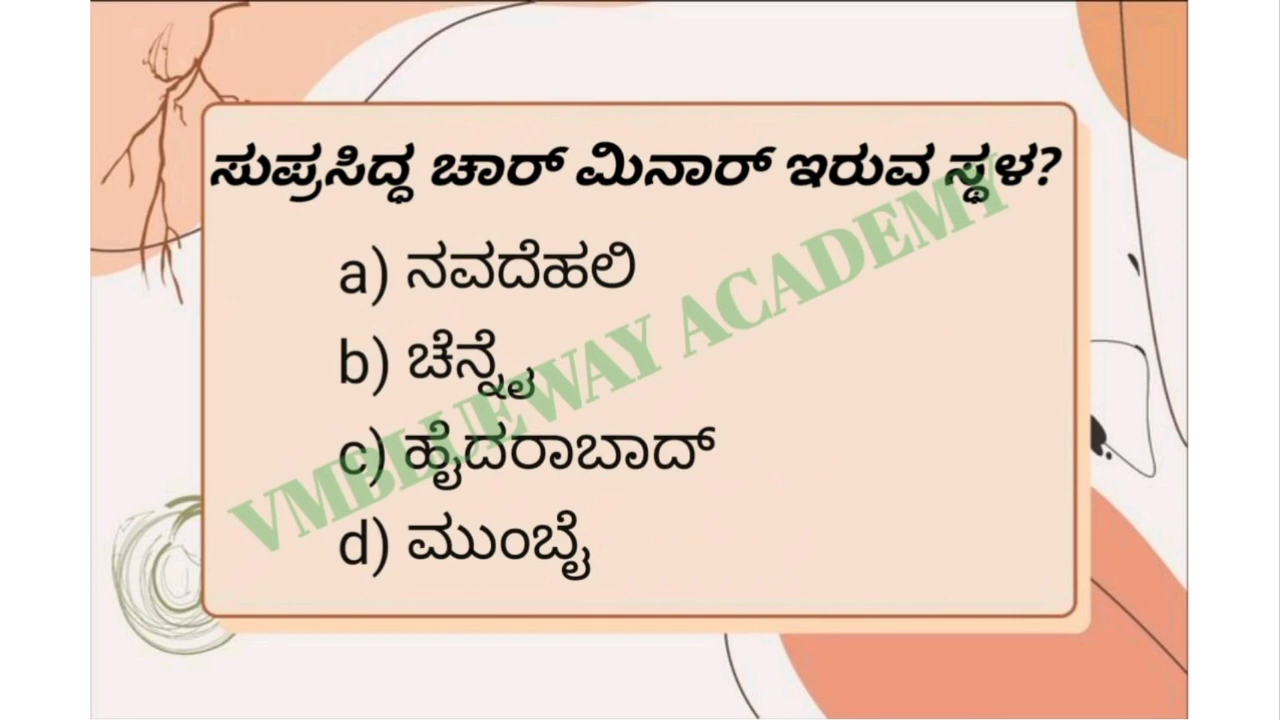 ಸುಪ್ರಸಿದ್ಧ ಚಾರ್ ಮಿನಾರ್ ಇರುವ ಸ್ಥಳ?
a) ನವದೆಹಲಿ
b) ಚೆನ್ನೈ
c) ಹೈದರಾಬಾದ್
d) ಮುಂಬೈ
VMBLUEWAY ACADEMY